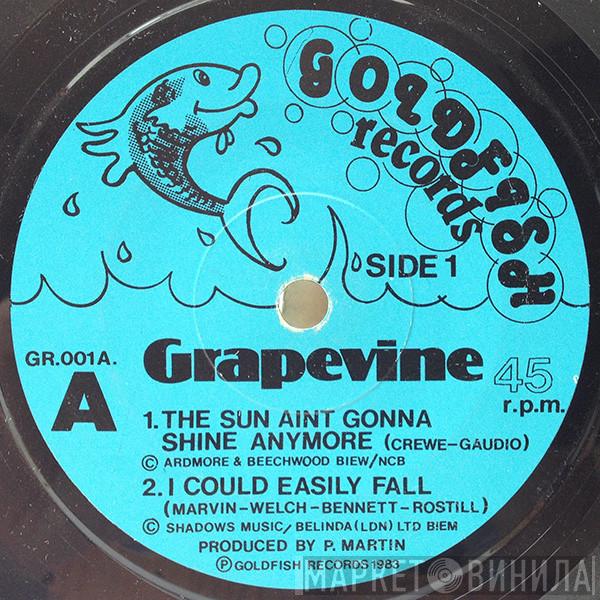 GOLDFISH
records
SIDE 1
GR.001A.
A
Grapevine
45
r.p.m.
1. THE SUN AINT GONNA
SHINE ANYMORE (CREWE-GAUDIO)
© ARDMORE & BEECHWOOD BIEW/NCB
2. I COULD EASILY FALL
(MARVIN-WELCH-BENNETT-ROSTILL)
© SHADOWS MUSIC/BELINDA (LDN) LTD BIEM
PRODUCED BY P. MARTIN
℗ GOLDFISH RECORDS 1983
МАРКЕТ ВИНИЛА